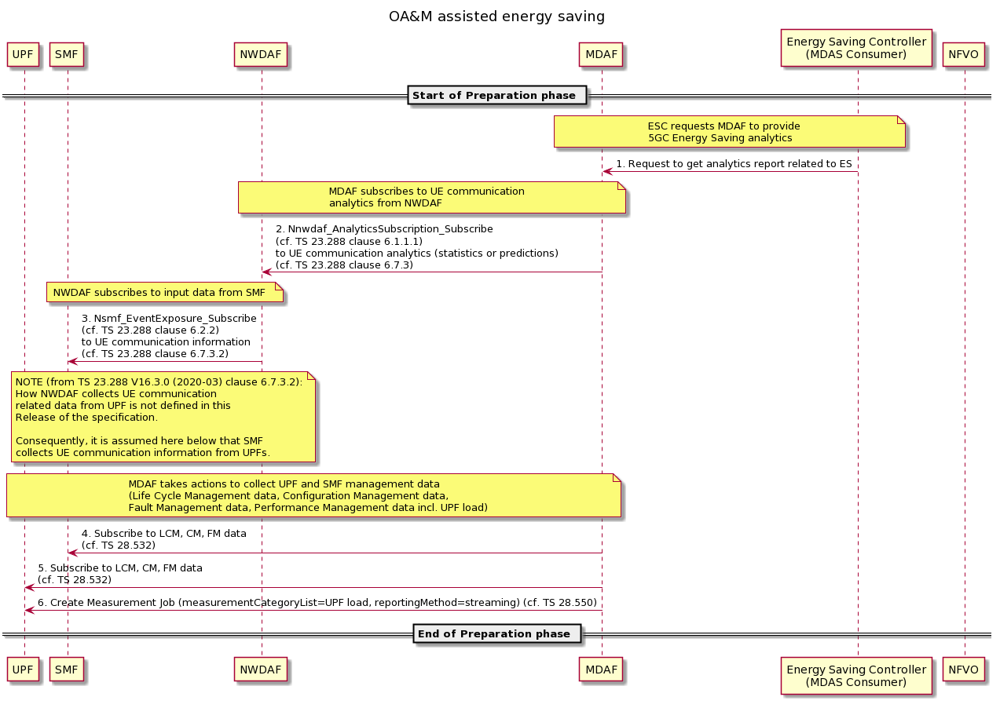 OA&M assisted energy saving
UPF
SMF
NWDAF
MDAF
Energy Saving Controller
(MDAS Consumer)
NFVO
Start of Preparation phase
ESC requests MDAF to provide
5GC Energy Saving analytics
1. Request to get analytics report related to ES
MDAF subscribes to UE communication
analytics from NWDAF
2. Nnwdaf_AnalyticsSubscription_Subscribe
(cf. TS 23.288 clause 6.1.1.1)
to UE communication analytics (statistics or predictions)
(cf. TS 23.288 clause 6.7.3)
NWDAF subscribes to input data from SMF
3. Nsmf_EventExposure_Subscribe
(cf. TS 23.288 clause 6.2.2)
to UE communication information
(cf. TS 23.288 clause 6.7.3.2)
NOTE (from TS 23.288 V16.3.0 (2020-03) clause 6.7.3.2):
How NWDAF collects UE communication
related data from UPF is not defined in this
Release of the specification.
Consequently, it is assumed here below that SMF
collects UE communication information from UPFs.
MDAF takes actions to collect UPF and SMF management data
(Life Cycle Management data, Configuration Management data,
Fault Management data, Performance Management data incl. UPF load)
4. Subscribe to LCM, CM, FM data
(cf. TS 28.532)
5. Subscribe to LCM, CM, FM data
(cf. TS 28.532)
6. Create Measurement Job (measurementCategoryList=UPF load, reportingMethod=streaming) (cf. TS 28.550)
End of Preparation phase
UPF
SMF
NWDAF
MDAF
Energy Saving Controller
(MDAS Consumer)
NFVO